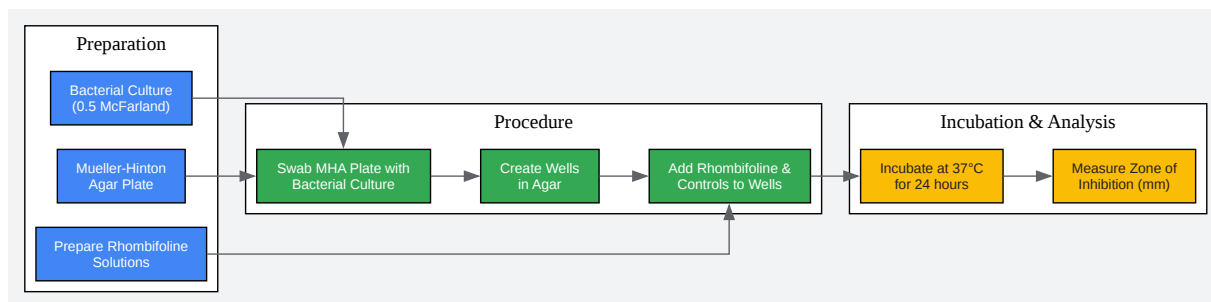 Preparation
Bacterial Culture
(0.5 McFarland)
Mueller-Hinton
Agar Plate
Prepare Rhombifoline
Solutions
Procedure
Swab MHA Plate with
Bacterial Culture
Create Wells
in Agar
Add Rhombifoline &
Controls to Wells
Incubation & Analysis
Incubate at 37°C
for 24 hours
Measure Zone of
Inhibition (mm)